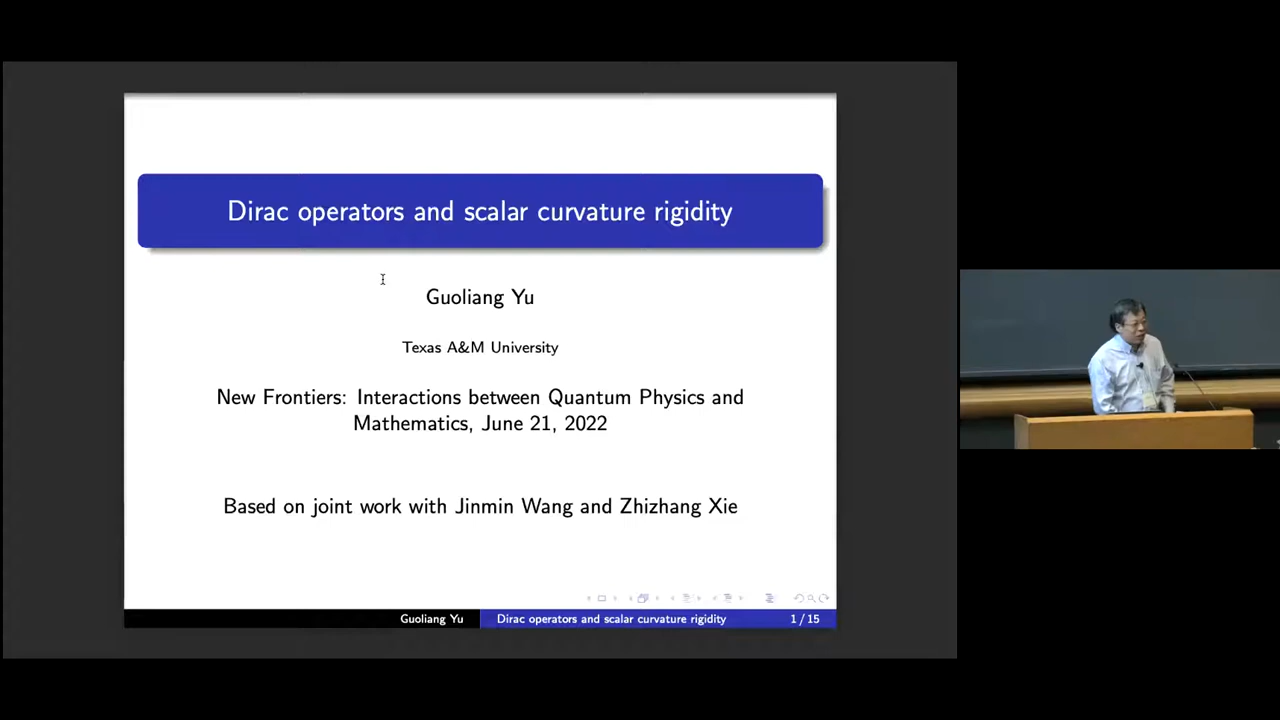 Dirac operators and scalar curvature rigidity
Guoliang Yu
Texas A&M University
New Frontiers: Interactions between Quantum Physics and
Mathematics, June 21, 2022
Based on joint work with Jinmin Wang and Zhizhang Xie
Guoliang Yu
Dirac operators and scalar curvature rigidity
1 / 15